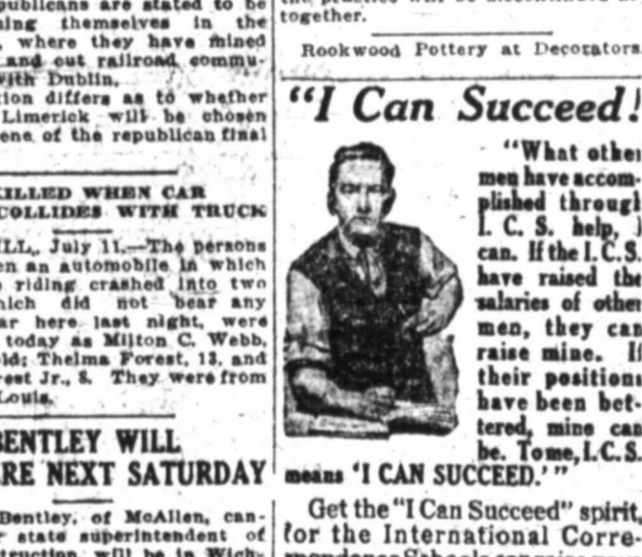 publicans are stated to be
ing themselves in the
, where they have mined
and cut railroad commu-
with Dublin.
tion differs as to whether
Limerick will be chosen
ene of the republican final
KILLED WHEN CAR
COLLIDES WITH TRUCK
ILL., July 11.—The persons
en an automobile in which
riding crashed into two
hich did not bear any
ar here last night, were
today as Milton C. Webb,
old; Thelma Forest, 13, and
rest Jr., 8. They were from
Louis.
BENTLEY WILL
RE NEXT SATURDAY
Bentley, of McAllen, can-
r state superintendent of
struction, will be in Wich-
together.
Rookwood Pottery at Decorators
"I Can Succeed!
"What other
men have accom-
plished through
I. C. S. help, I
can. If the I.C.S.
have raised the
salaries of other
men, they can
raise mine. If
their positions
have been bet-
tered, mine can
be. To me, I.C.S.
means 'I CAN SUCCEED.'"
Get the "I Can Succeed" spirit,
for the International Corre-